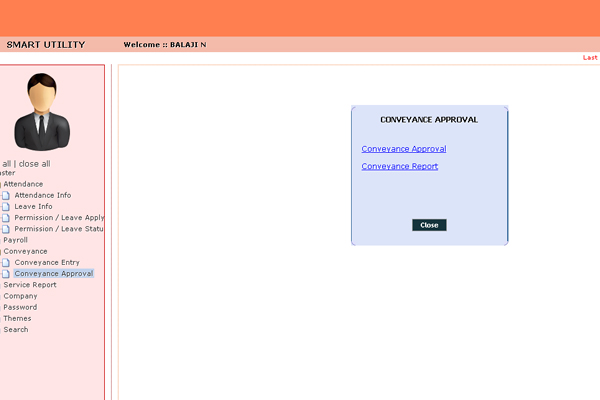 SMART UTILITY
Welcome :: BALAJI N
Last
all | close all
aster
Attendance
Attendance Info
Leave Info
Permission / Leave Apply
Permission / Leave Statu
Payroll
Conveyance
Conveyance Entry
Conveyance Approval
Service Report
Company
Password
Themes
Search
CONVEYANCE APPROVAL
Conveyance Approval
Conveyance Report
Close